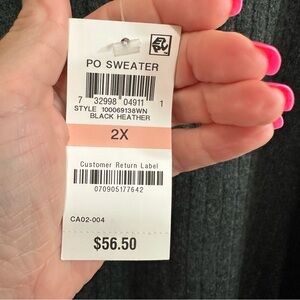 PO SWEATER
7 32998 04911 1
STYLE 100069138WN
BLACK HEATHER
2X
Customer Return Label
070905177642
CA02-004
$56.50